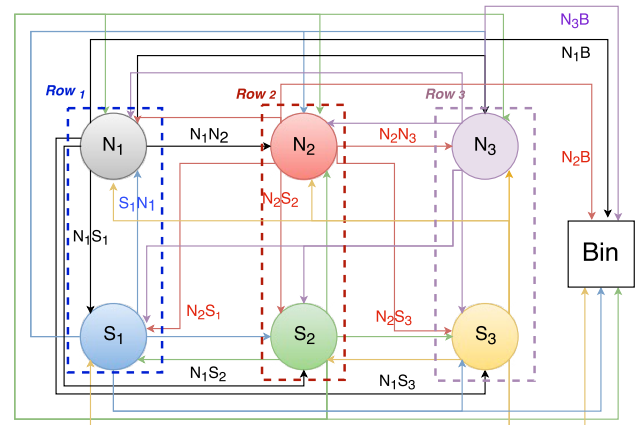 N₃B
N₁B
Row ₁
Row ₂
Row ₃
N₁
N₁N₂
N₂
N₂N₃
N₃
N₂B
S₁N₁
N₂S₂
N₁S₁
Bin
N₂S₁
N₂S₃
S₁
S₂
S₃
N₁S₂
N₁S₃